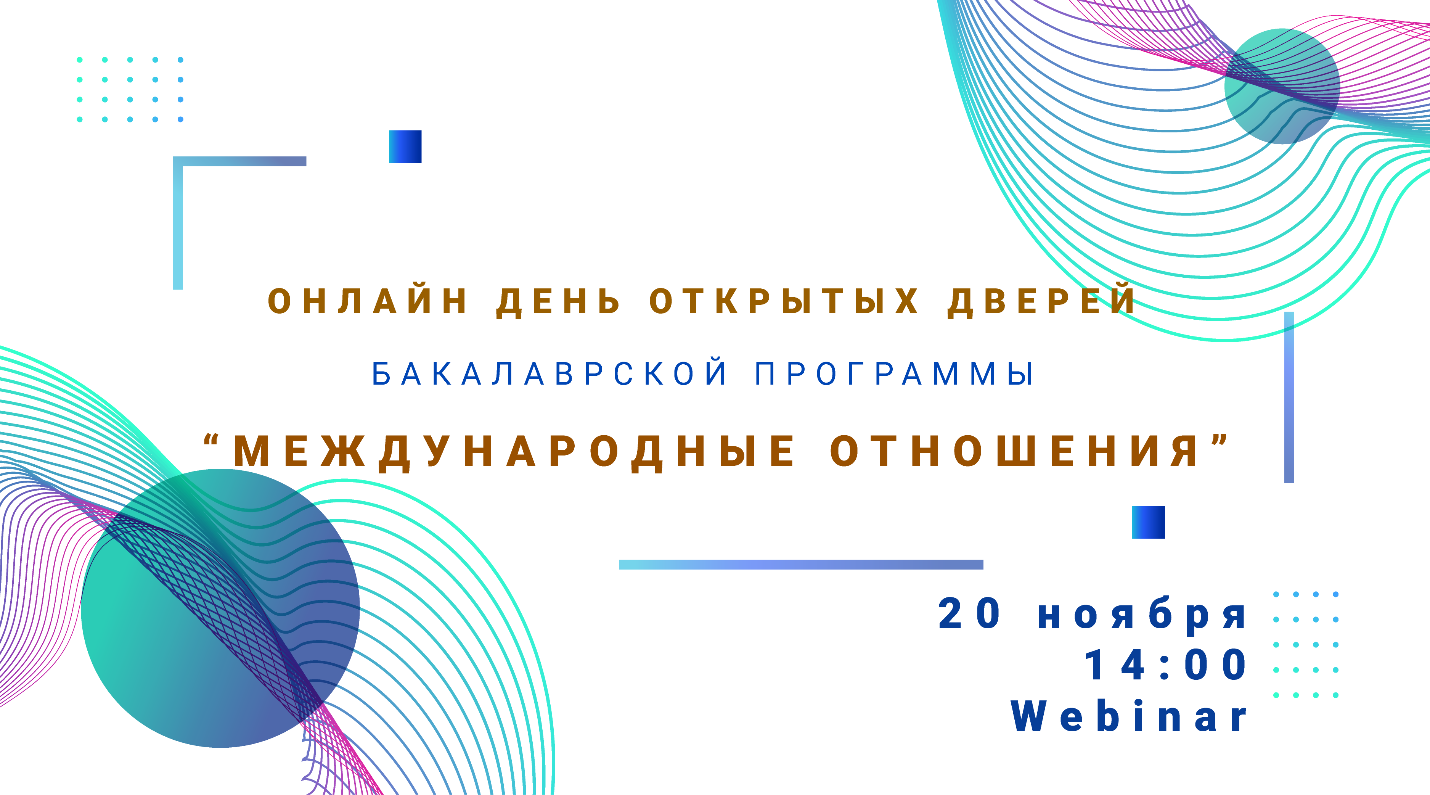 ОНЛАЙН ДЕНЬ ОТКРЫТЫХ ДВЕРЕЙ
БАКАЛАВРСКОЙ ПРОГРАММЫ
“МЕЖДУНАРОДНЫЕ ОТНОШЕНИЯ”
20 ноября
14:00
Webinar